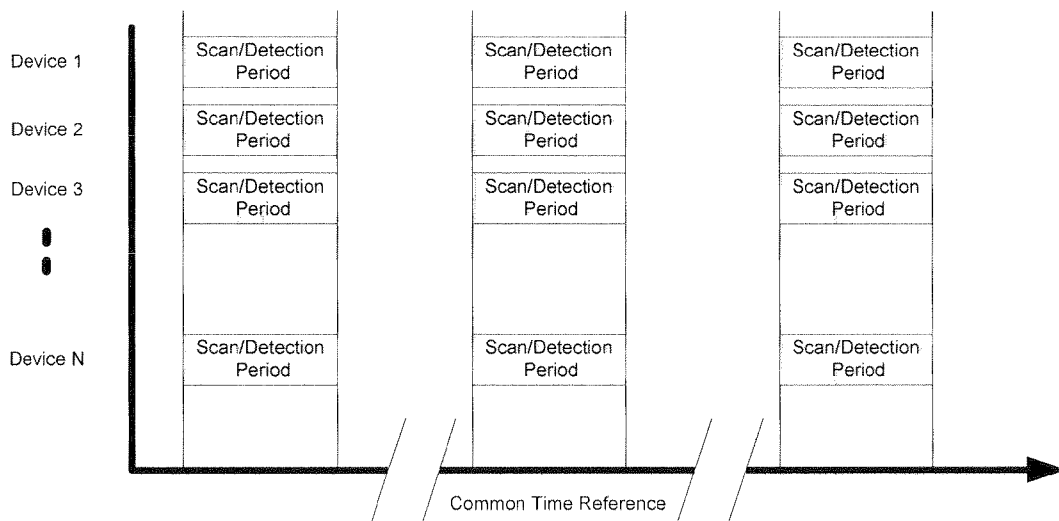 Device 1
Scan/Detection
Period
Scan/Detection
Period
Scan/Detection
Period
Device 2
Scan/Detection
Period
Scan/Detection
Period
Scan/Detection
Period
Device 3
Scan/Detection
Period
Scan/Detection
Period
Scan/Detection
Period
Device N
Scan/Detection
Period
Scan/Detection
Period
Scan/Detection
Period
Common Time Reference